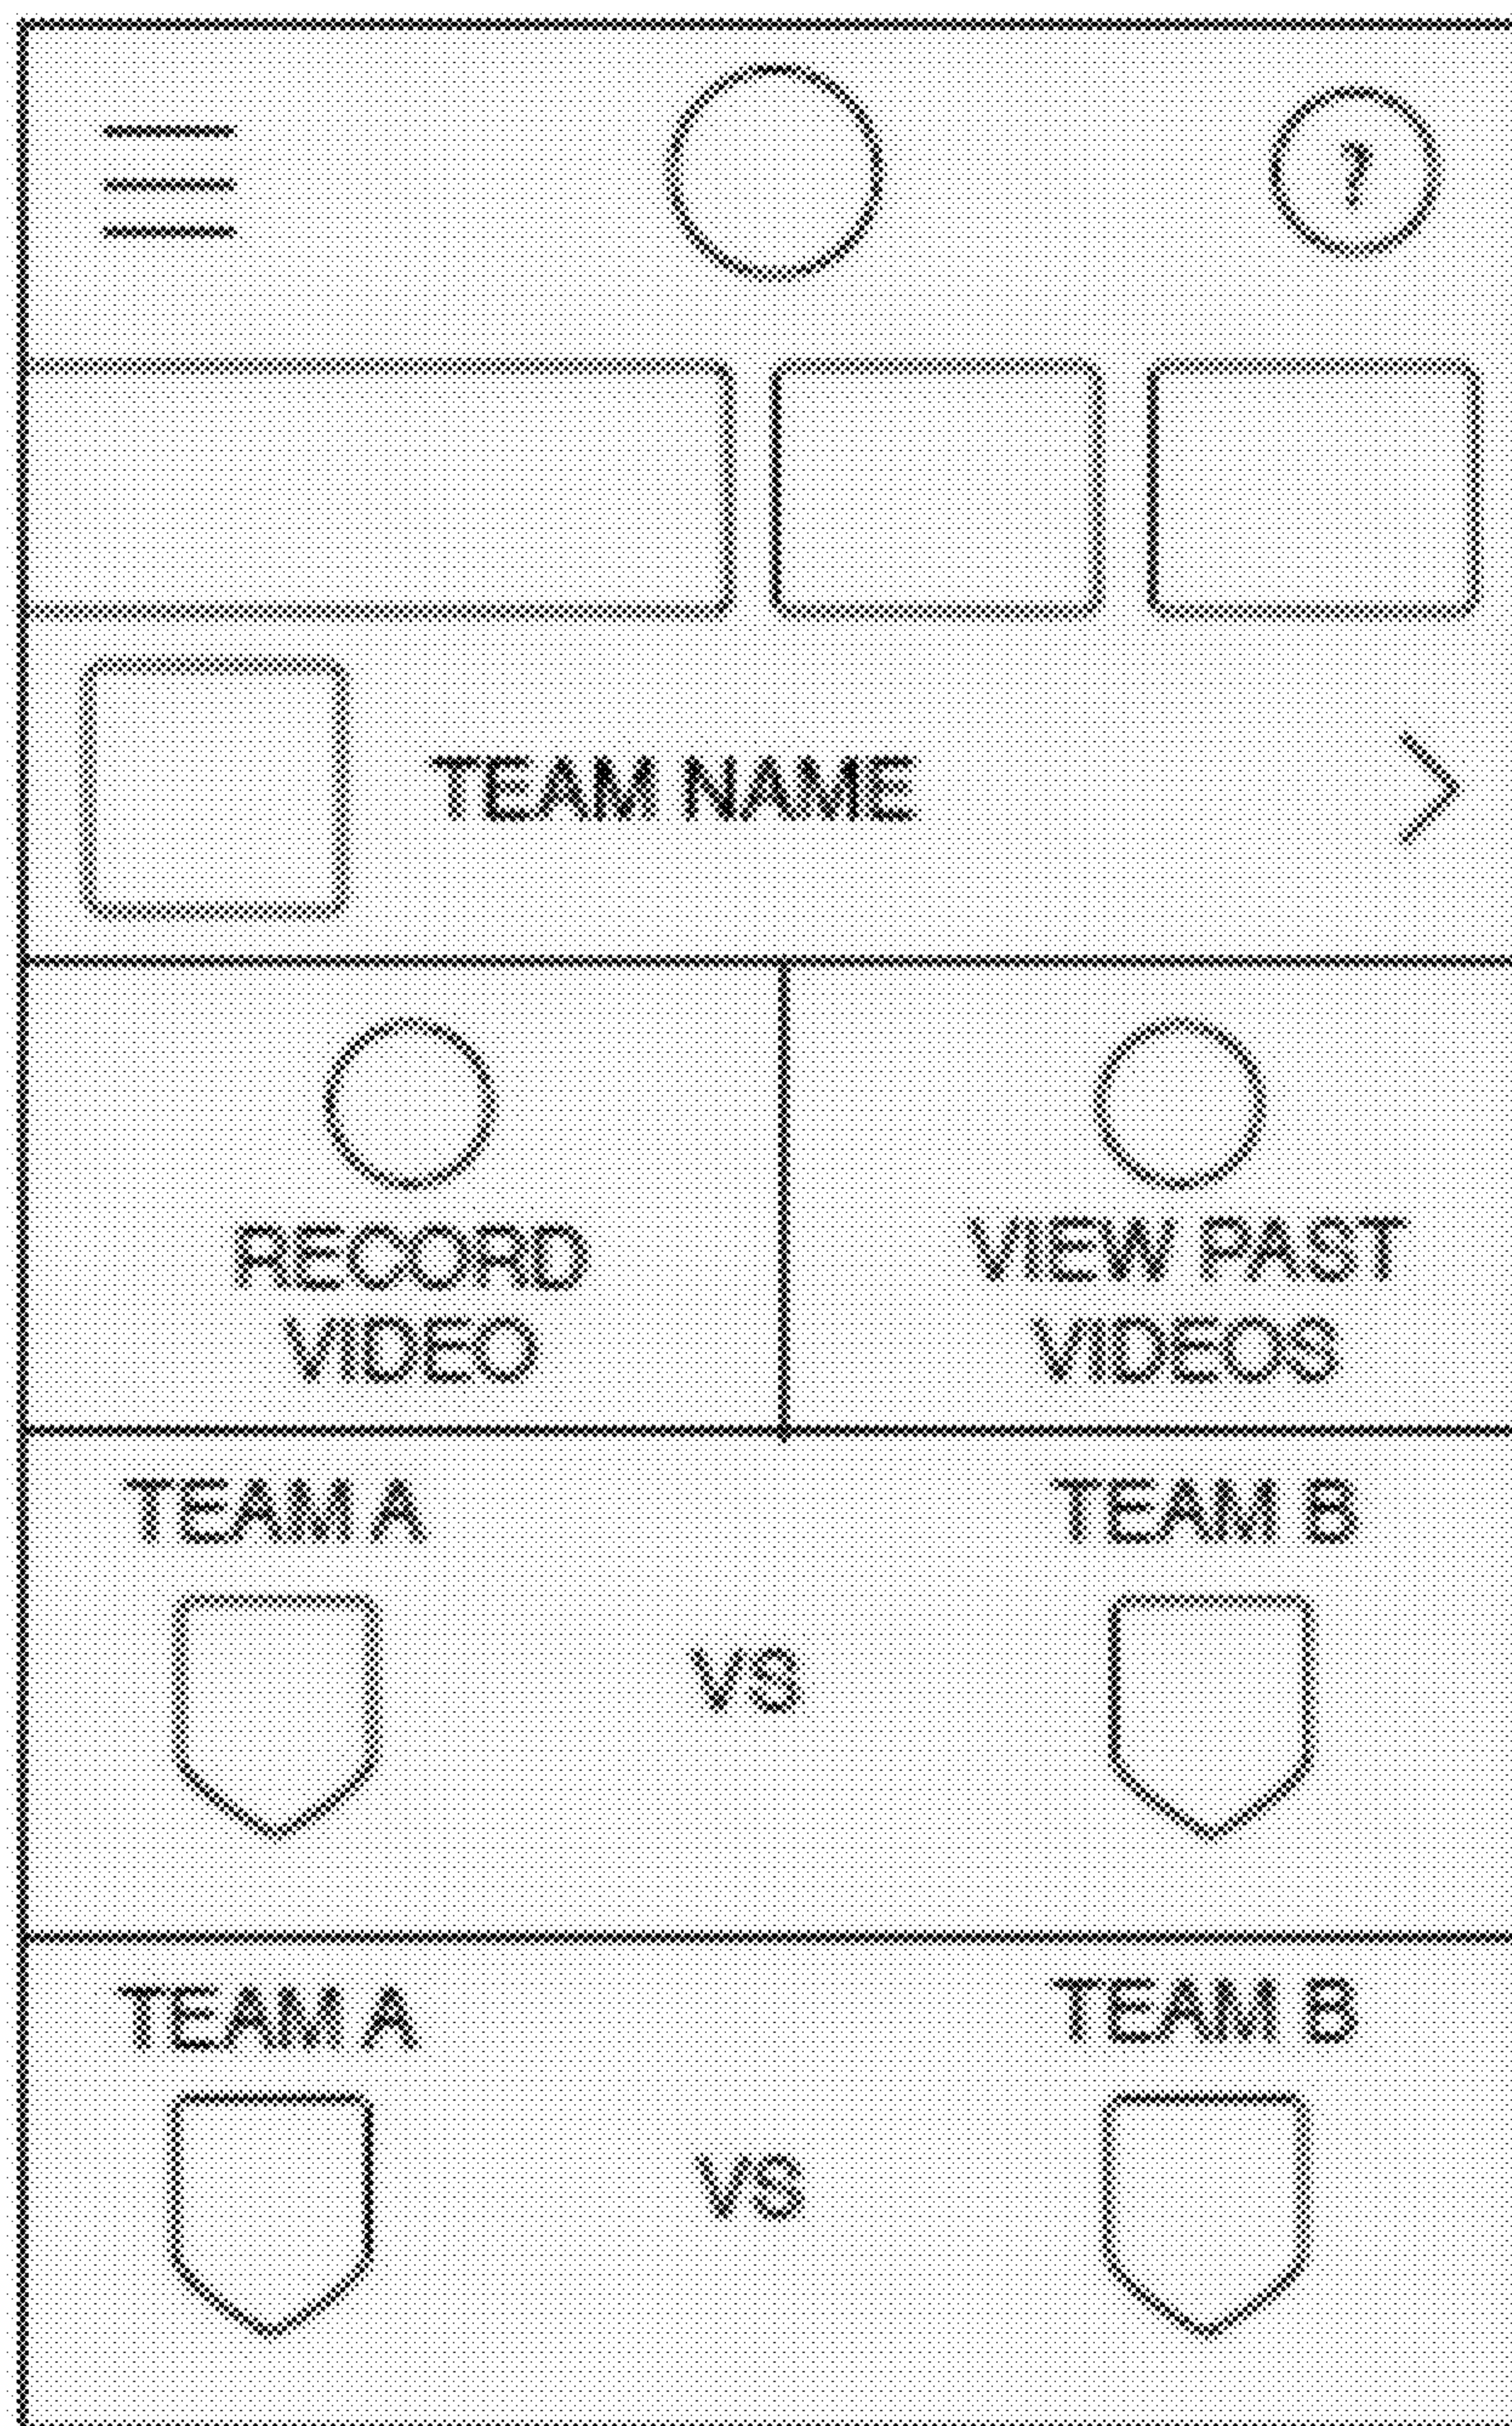 ?
TEAM NAME
RECORD
VIDEO
VIEW PAST
VIDEOS
TEAM A
TEAM B
VS
TEAM A
TEAM B
VS